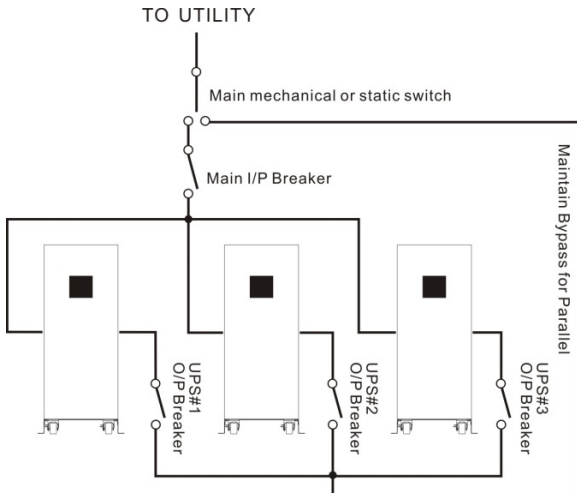 TO UTILITY
Main mechanical or static switch
Main I/P Breaker
Maintain Bypass for Parallel
UPS#1
O/P Breaker
UPS#2
O/P Breaker
UPS#3
O/P Breaker